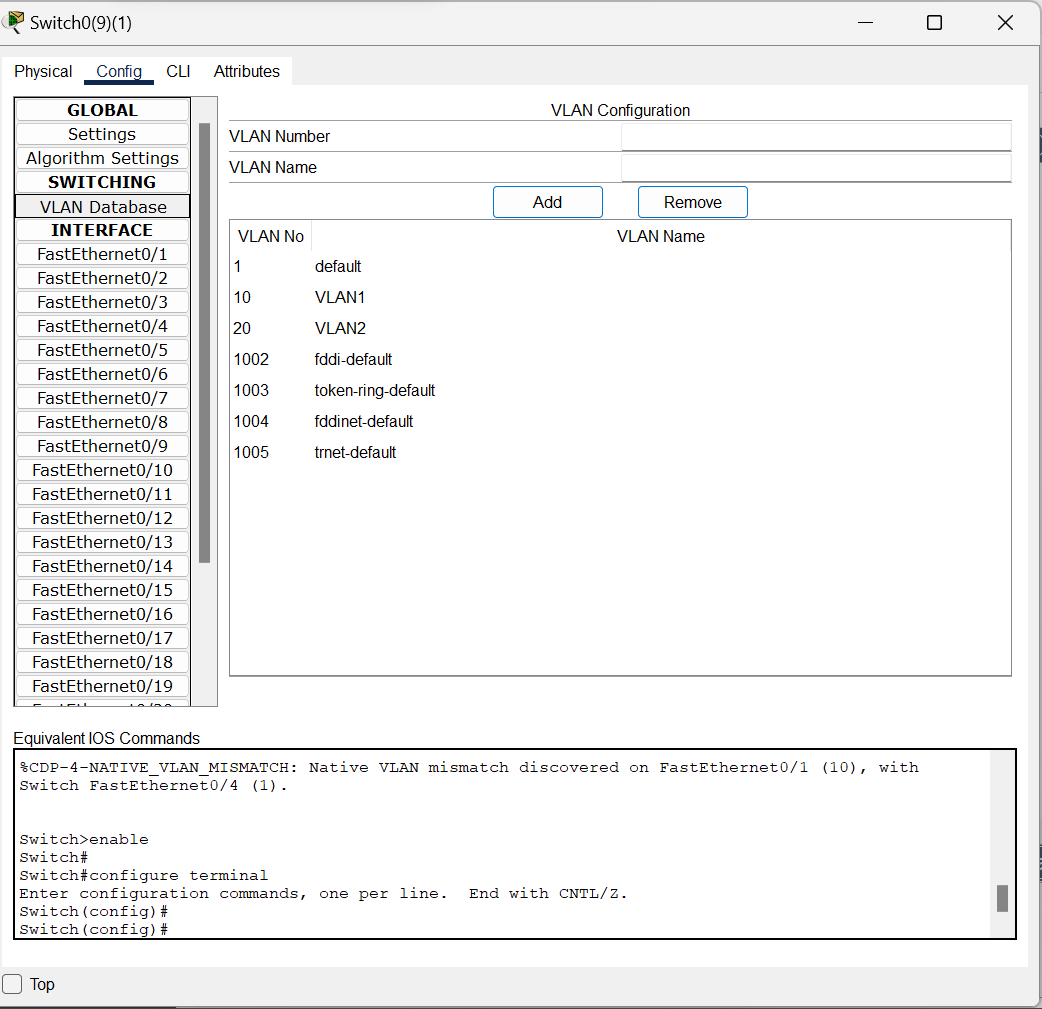 Switch0(9)(1)
Physical Config CLI Attributes
GLOBAL
Settings
Algorithm Settings
SWITCHING
VLAN Database
INTERFACE
FastEthernet0/1
FastEthernet0/2
FastEthernet0/3
FastEthernet0/4
FastEthernet0/5
FastEthernet0/6
FastEthernet0/7
FastEthernet0/8
FastEthernet0/9
FastEthernet0/10
FastEthernet0/11
FastEthernet0/12
FastEthernet0/13
FastEthernet0/14
FastEthernet0/15
FastEthernet0/16
FastEthernet0/17
FastEthernet0/18
FastEthernet0/19
VLAN Configuration
VLAN Number
VLAN Name
Add Remove
VLAN No VLAN Name
1 default
10 VLAN1
20 VLAN2
1002 fddi-default
1003 token-ring-default
1004 fddinet-default
1005 trnet-default
Equivalent IOS Commands
%CDP-4-NATIVE_VLAN_MISMATCH: Native VLAN mismatch discovered on FastEthernet0/1 (10), with
Switch FastEthernet0/4 (1).
Switch>enable
Switch#
Switch#configure terminal
Enter configuration commands, one per line.  End with CNTL/Z.
Switch(config)#
Switch(config)#
Top